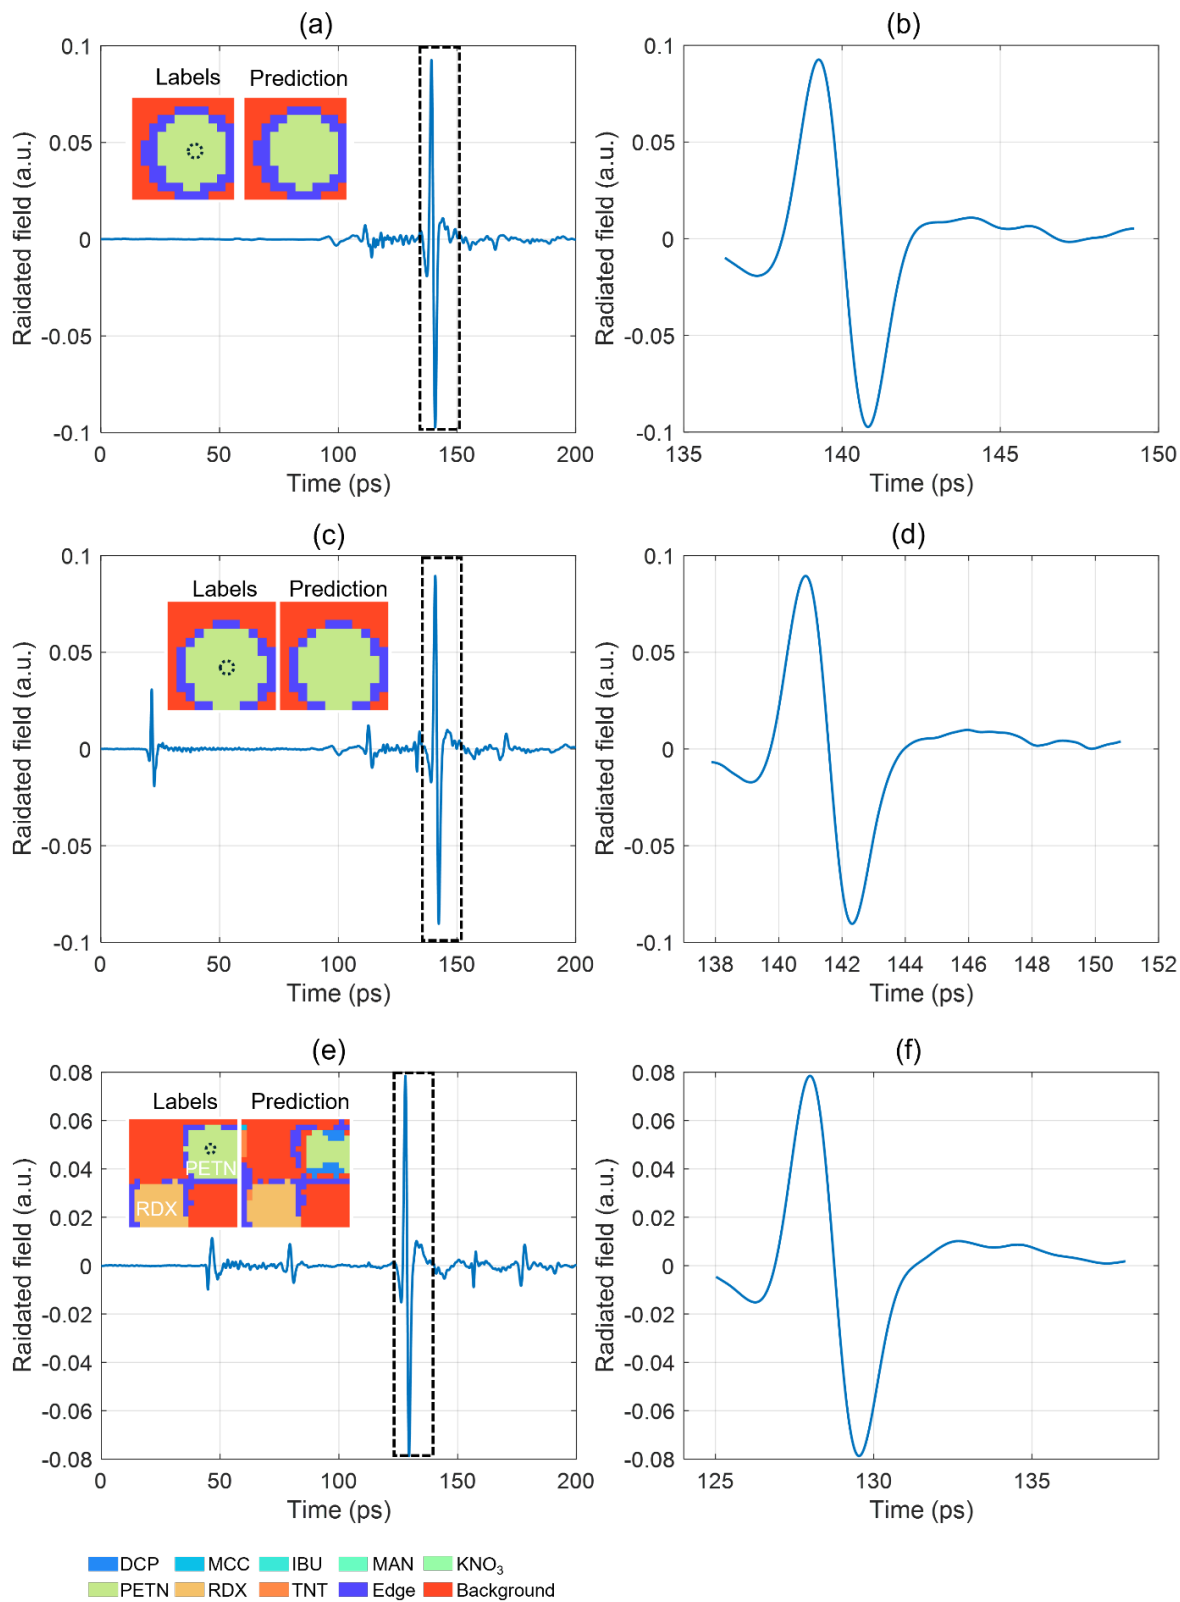 (a)
Raidated field (a.u.)
0.1
0.05
0
-0.05
-0.1
Labels
Prediction
0
50
100
150
200
Time (ps)
(b)
Radiated field (a.u.)
0.1
0.05
0
-0.05
-0.1
135
140
145
150
Time (ps)
(c)
Raidated field (a.u.)
0.1
0.05
0
-0.05
-0.1
Labels
Prediction
0
50
100
150
200
Time (ps)
(d)
Radiated field (a.u.)
0.1
0.05
0
-0.05
-0.1
138
140
142
144
146
148
150
152
Time (ps)
(e)
Raidated field (a.u.)
0.08
0.06
0.04
0.02
0
-0.02
-0.04
-0.06
-0.08
Labels
Prediction
PETN
RDX
0
50
100
150
200
Time (ps)
(f)
Radiated field (a.u.)
0.08
0.06
0.04
0.02
0
-0.02
-0.04
-0.06
-0.08
125
130
135
Time (ps)
DCP MCC IBU MAN KNO₃
PETN RDX TNT Edge Background